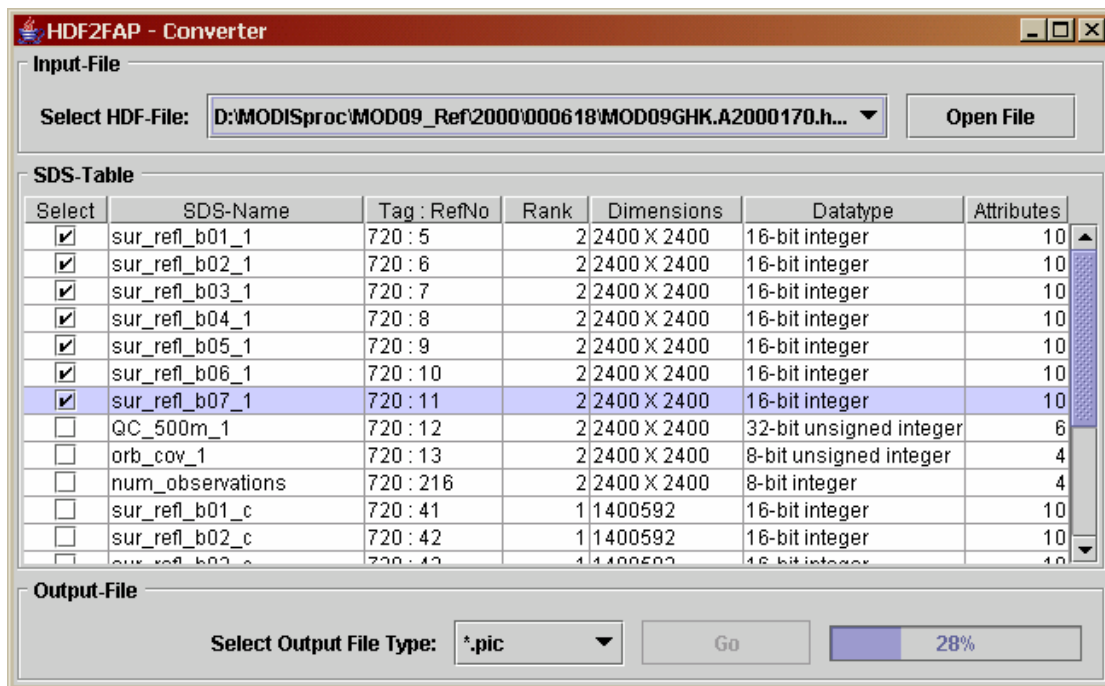 HDF2FAP - Converter
Input-File
Select HDF-File: D:\MODISproc\MOD09_Ref\2000\000618\MOD09GHK.A2000170.h... Open File
SDS-Table
Select SDS-Name Tag : RefNo Rank Dimensions Datatype Attributes
sur_refl_b01_1 720 : 5 2 2400 X 2400 16-bit integer 10
sur_refl_b02_1 720 : 6 2 2400 X 2400 16-bit integer 10
sur_refl_b03_1 720 : 7 2 2400 X 2400 16-bit integer 10
sur_refl_b04_1 720 : 8 2 2400 X 2400 16-bit integer 10
sur_refl_b05_1 720 : 9 2 2400 X 2400 16-bit integer 10
sur_refl_b06_1 720 : 10 2 2400 X 2400 16-bit integer 10
sur_refl_b07_1 720 : 11 2 2400 X 2400 16-bit integer 10
QC_500m_1 720 : 12 2 2400 X 2400 32-bit unsigned integer 6
orb_cov_1 720 : 13 2 2400 X 2400 8-bit unsigned integer 4
num_observations 720 : 216 2 2400 X 2400 8-bit integer 4
sur_refl_b01_c 720 : 41 1 1400592 16-bit integer 10
sur_refl_b02_c 720 : 42 1 1400592 16-bit integer 10
Output-File
Select Output File Type: *.pic Go 28%